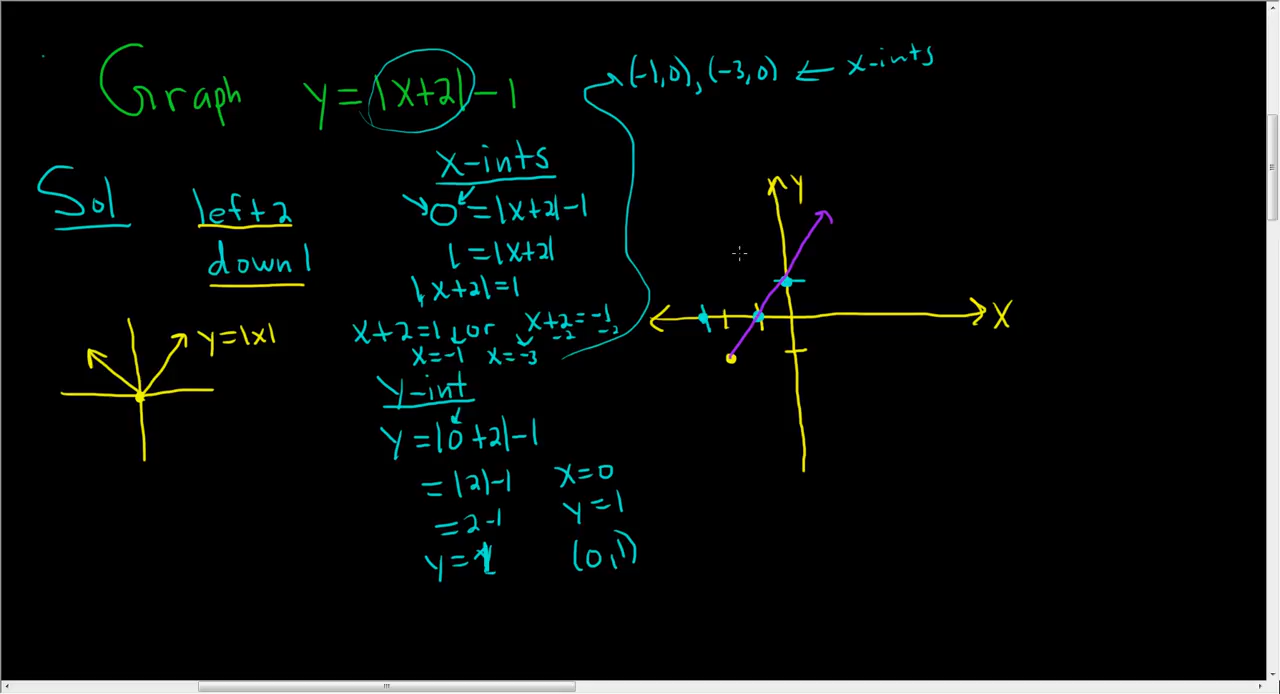 Graph y = |x+2| - 1
(-1,0), (-3,0) ← x-ints
Sol
left 2
down 1
y = |x|
x-ints
0 = |x+2| - 1
1 = |x+2|
|x+2| = 1
x+2 = 1 or x+2 = -1
-2 -2
x = -1 x = -3
y-int
y = |0+2| - 1
= |2| - 1
= 2 - 1
y = 1
x = 0
y = 1
(0,1)
Y
X